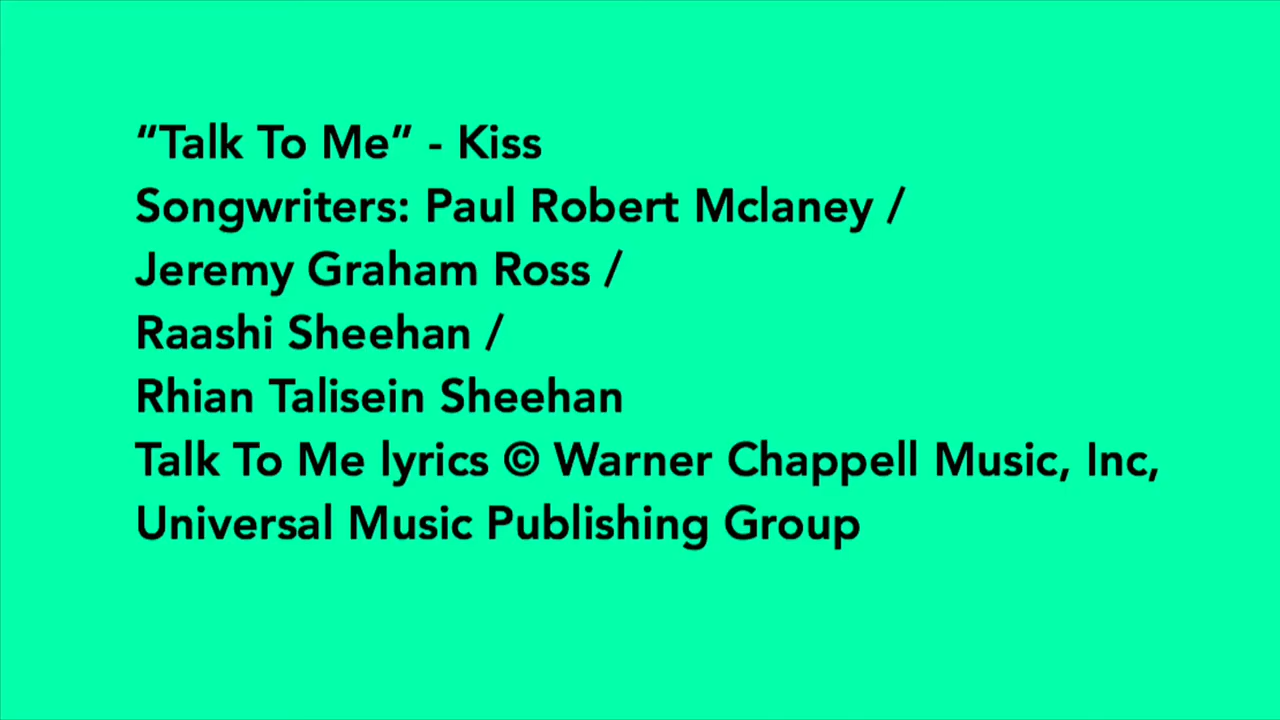 “Talk To Me” - Kiss
Songwriters: Paul Robert Mclaney /
Jeremy Graham Ross /
Raashi Sheehan /
Rhian Talisein Sheehan
Talk To Me lyrics © Warner Chappell Music, Inc,
Universal Music Publishing Group